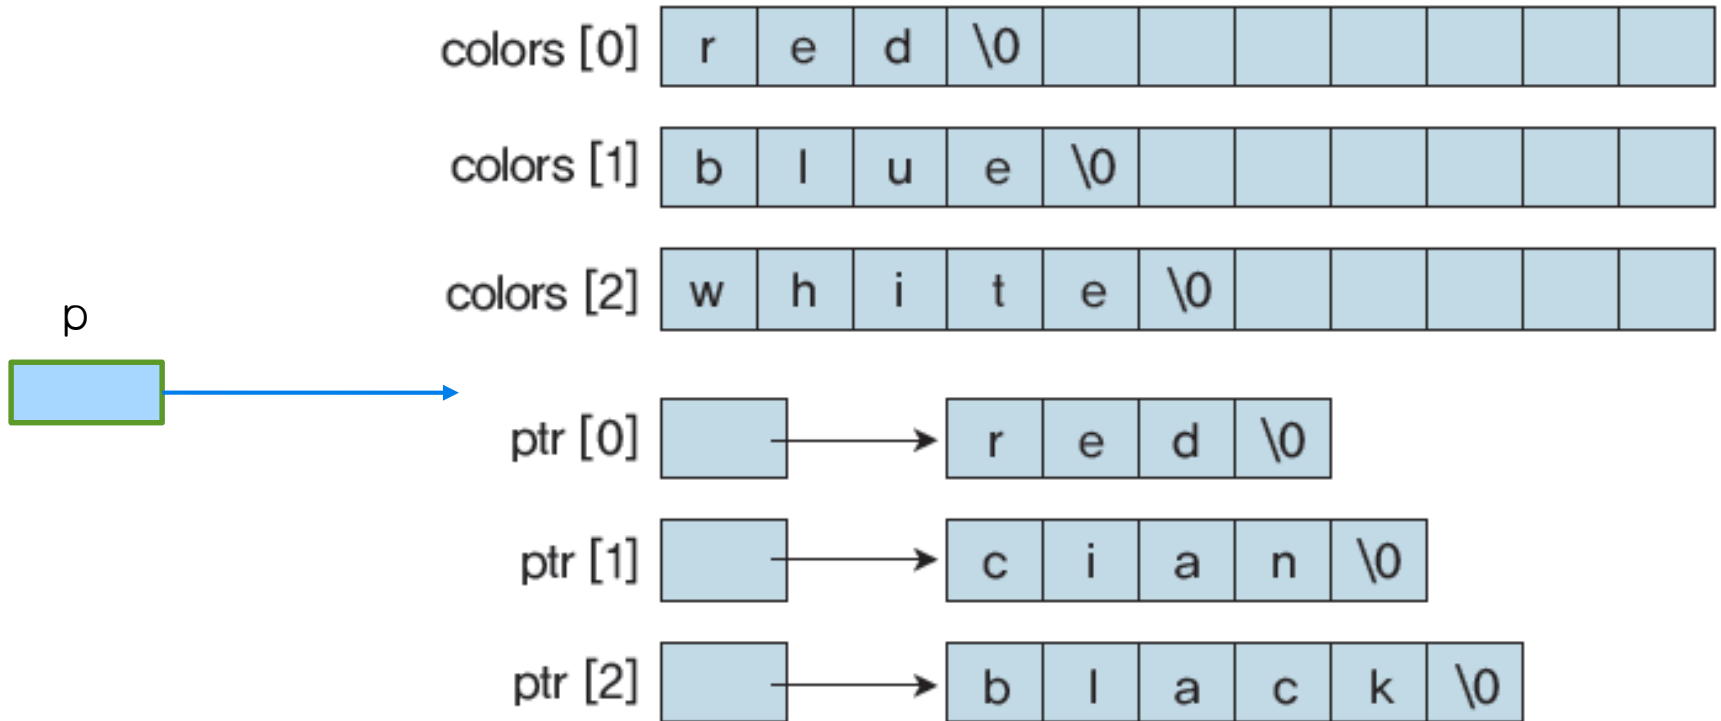 colors [0] r e d \0
colors [1] b l u e \0
colors [2] w h i t e \0
p
ptr [0] r e d \0
ptr [1] c i a n \0
ptr [2] b l a c k \0